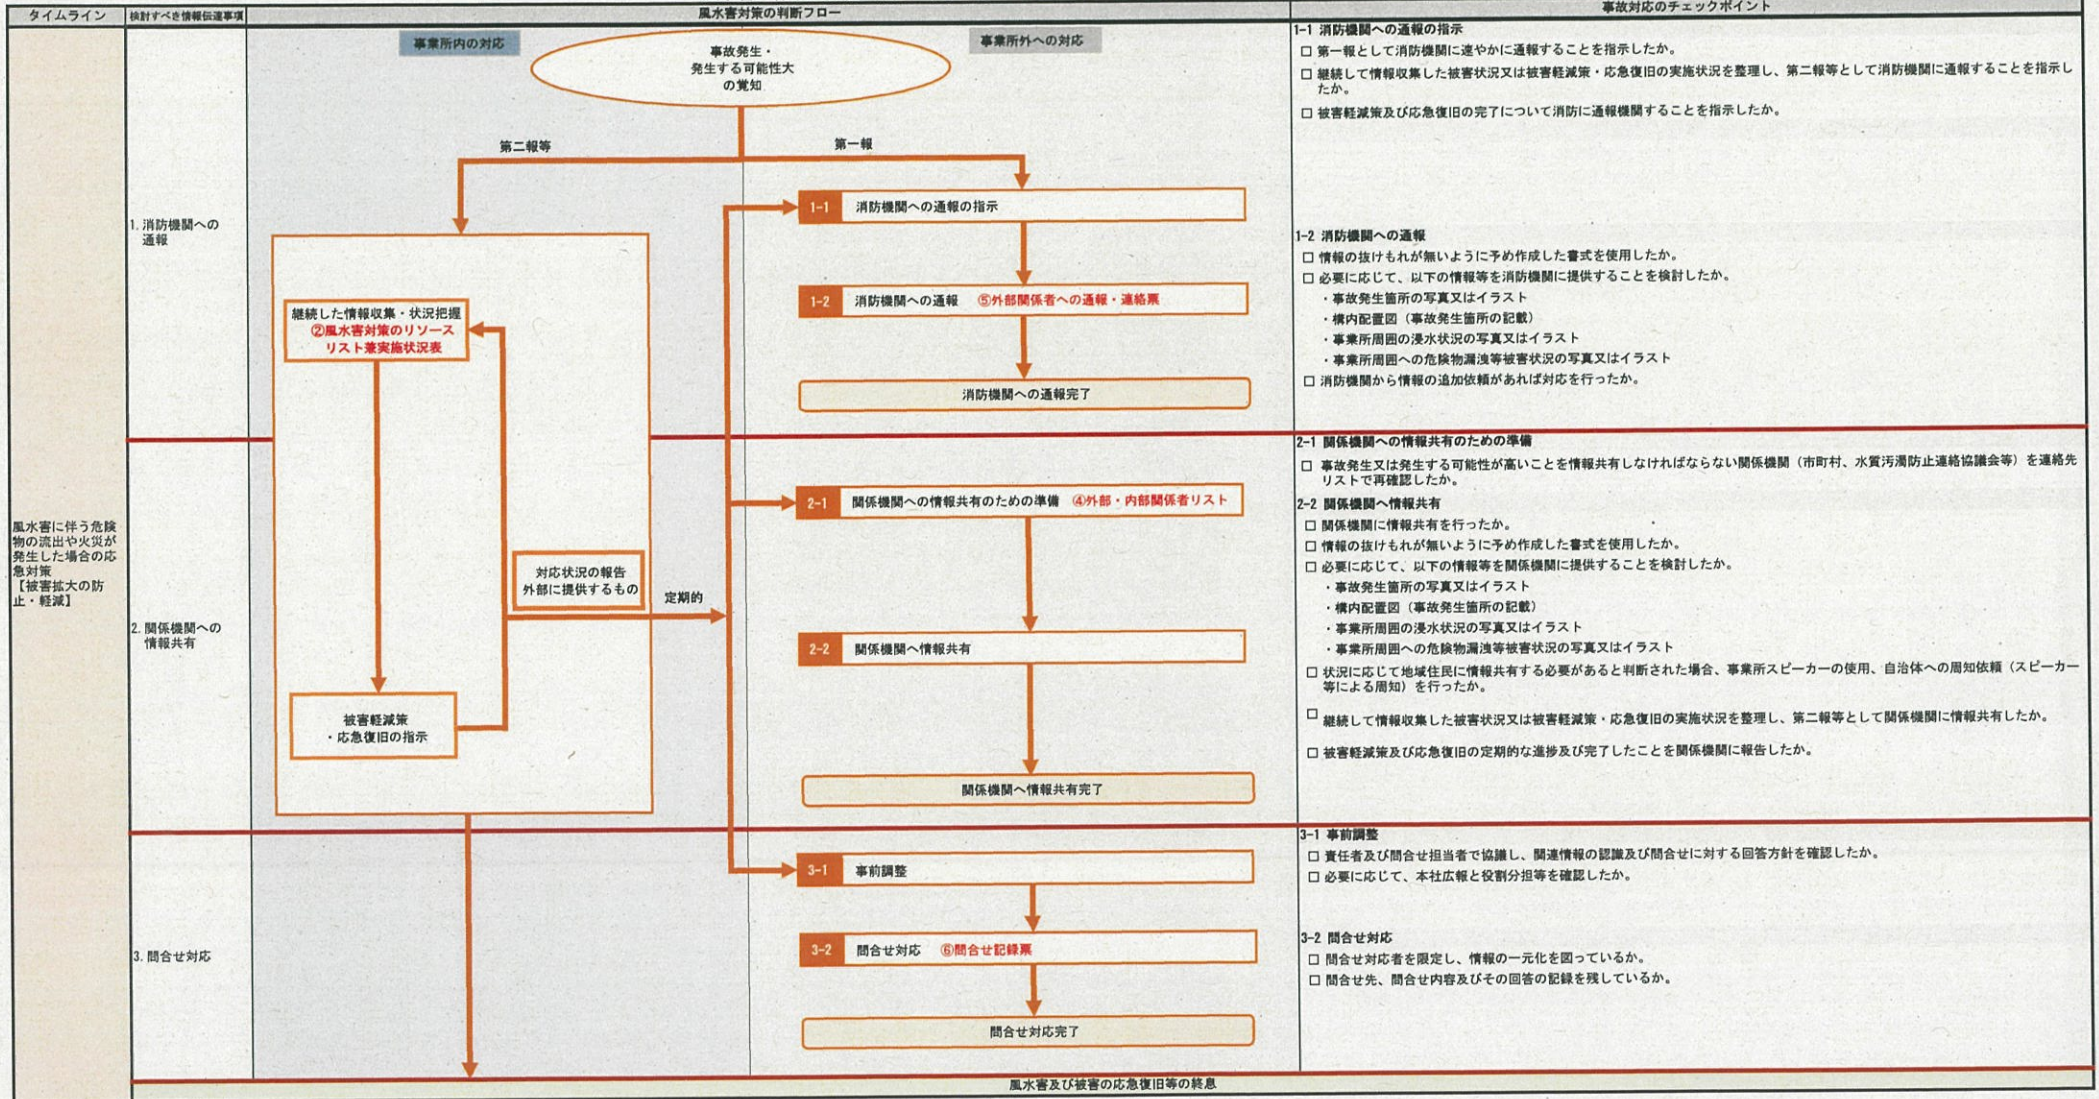 タイムライン
検討すべき情報伝達事項
風水害対策の判断フロー
事故対応のチェックポイント
風水害に伴う危険
物の流出や火災が
発生した場合の応
急対策
【被害拡大の防
止・軽減】
1. 消防機関への
通報
2. 関係機関への
情報共有
3. 問合せ対応
事業所内の対応
事業所外への対応
事故発生・
発生する可能性大
の覚知
第二報等
第一報
継続した情報収集・状況把握
②風水害対策のリソース
リスト兼実施状況表
被害軽減策
・応急復旧の指示
対応状況の報告
外部に提供するもの
定期的
1-1 消防機関への通報の指示
1-2 消防機関への通報 ⑤外部関係者への通報・連絡票
消防機関への通報完了
2-1 関係機関への情報共有のための準備 ④外部・内部関係者リスト
2-2 関係機関へ情報共有
関係機関へ情報共有完了
3-1 事前調整
3-2 問合せ対応 ⑥問合せ記録票
問合せ対応完了
1-1 消防機関への通報の指示
□ 第一報として消防機関に速やかに通報することを指示したか。
□ 継続して情報収集した被害状況又は被害軽減策・応急復旧の実施状況を整理し、第二報等として消防機関に通報することを指示し
たか。
□ 被害軽減策及び応急復旧の完了について消防に通報機関することを指示したか。
1-2 消防機関への通報
□ 情報の抜けもれが無いように予め作成した書式を使用したか。
□ 必要に応じて、以下の情報等を消防機関に提供することを検討したか。
・事故発生箇所の写真又はイラスト
・構内配置図（事故発生箇所の記載）
・事業所周囲の浸水状況の写真又はイラスト
・事業所周囲への危険物漏洩等被害状況の写真又はイラスト
□ 消防機関から情報の追加依頼があれば対応を行ったか。
2-1 関係機関への情報共有のための準備
□ 事故発生又は発生する可能性が高いことを情報共有しなければならない関係機関（市町村、水質汚濁防止連絡協議会等）を連絡先
リストで再確認したか。
2-2 関係機関へ情報共有
□ 関係機関に情報共有を行ったか。
□ 情報の抜けもれが無いように予め作成した書式を使用したか。
□ 必要に応じて、以下の情報等を関係機関に提供することを検討したか。
・事故発生箇所の写真又はイラスト
・構内配置図（事故発生箇所の記載）
・事業所周囲の浸水状況の写真又はイラスト
・事業所周囲への危険物漏洩等被害状況の写真又はイラスト
□ 状況に応じて地域住民に情報共有する必要があると判断された場合、事業所スピーカーの使用、自治体への周知依頼（スピーカー
等による周知）を行ったか。
□ 継続して情報収集した被害状況又は被害軽減策・応急復旧の実施状況を整理し、第二報等として関係機関に情報共有したか。
□ 被害軽減策及び応急復旧の定期的な進捗及び完了したことを関係機関に報告したか。
3-1 事前調整
□ 責任者及び問合せ担当者で協議し、関連情報の認識及び問合せに対する回答方針を確認したか。
□ 必要に応じて、本社広報と役割分担等を確認したか。
3-2 問合せ対応
□ 問合せ対応者を限定し、情報の一元化を図っているか。
□ 問合せ先、問合せ内容及びその回答の記録を残しているか。
風水害及び被害の応急復旧等の終息